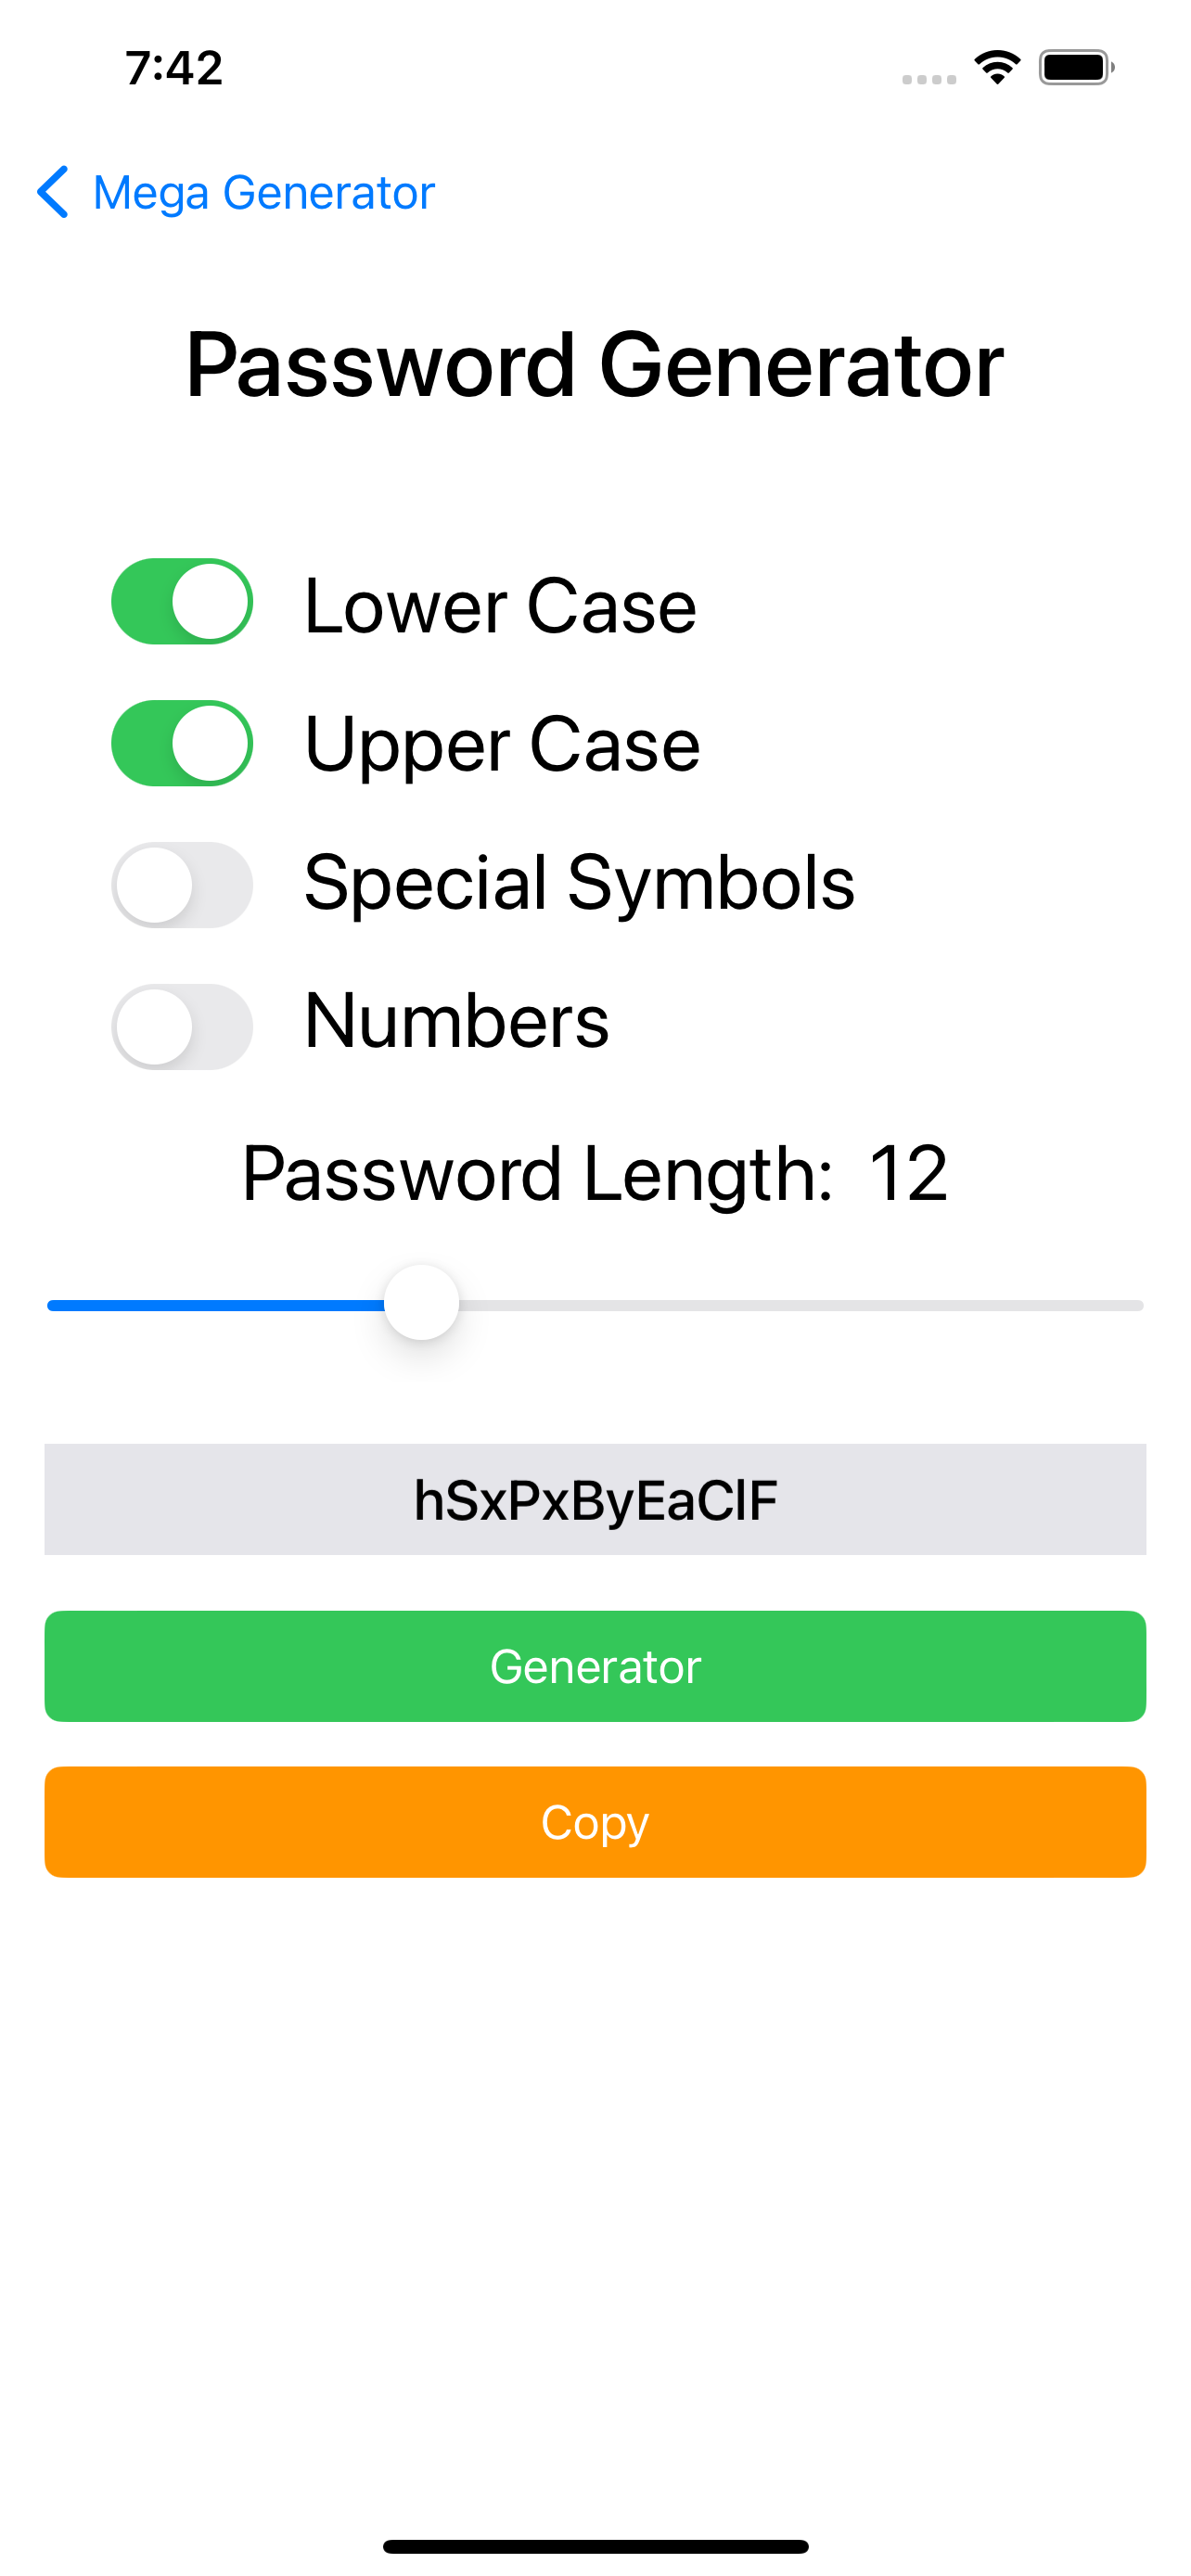 7:42
Mega Generator
Password Generator
Lower Case
Upper Case
Special Symbols
Numbers
Password Length: 12
hSxPxByEaClF
Generator
Copy